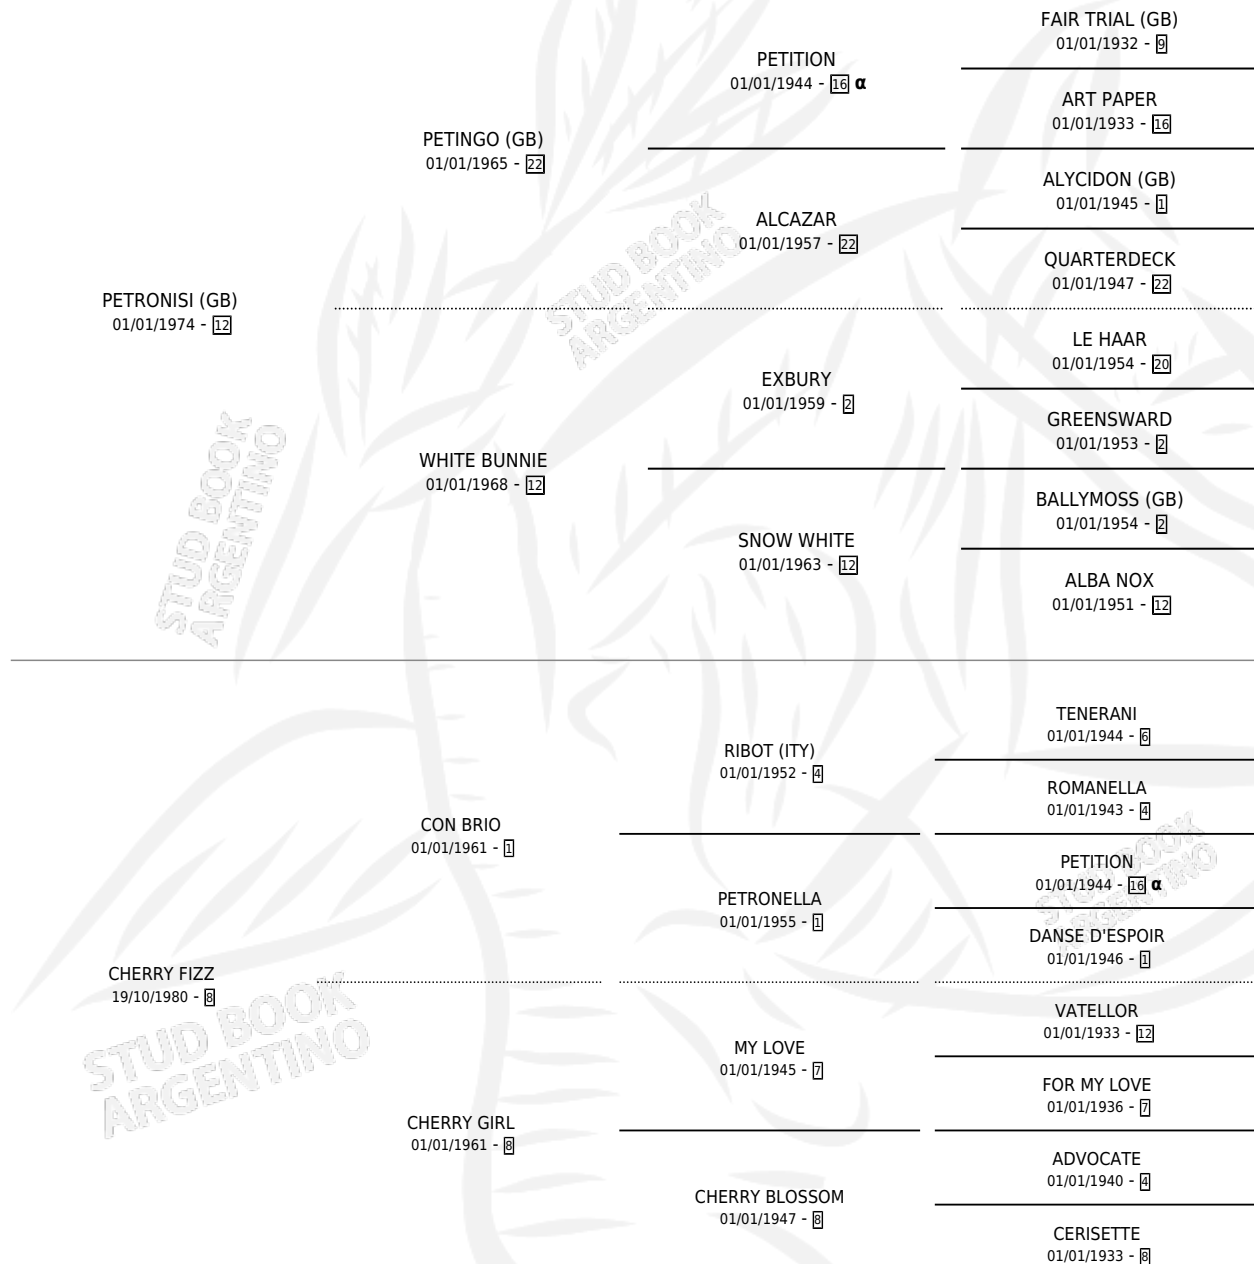 FAIR TRIAL (GB)
01/01/1932 - 9
PETITION
01/01/1944 - 16 α
ART PAPER
01/01/1933 - 16
PETINGO (GB)
01/01/1965 - 22
ALYCIDON (GB)
01/01/1945 - 1
ALCAZAR
01/01/1957 - 22
QUARTERDECK
01/01/1947 - 22
STUD BOOK
ARGENTINO
PETRONISI (GB)
01/01/1974 - 12
LE HAAR
01/01/1954 - 20
EXBURY
01/01/1959 - 2
GREENSWARD
01/01/1953 - 2
WHITE BUNNIE
01/01/1968 - 12
BALLYMOSS (GB)
01/01/1954 - 2
SNOW WHITE
01/01/1963 - 12
ALBA NOX
01/01/1951 - 12
STUD BOOK
ARGENTINO
TENERANI
01/01/1944 - 6
RIBOT (ITY)
01/01/1952 - 4
ROMANELLA
01/01/1943 - 4
CON BRIO
01/01/1961 - 1
PETITION
01/01/1944 - 16 α
STUD BOOK
ARGENTINO
PETRONELLA
01/01/1955 - 1
DANSE D'ESPOIR
01/01/1946 - 1
CHERRY FIZZ
19/10/1980 - 8
STUD BOOK
ARGENTINO
VATELLOR
01/01/1933 - 12
MY LOVE
01/01/1945 - 7
FOR MY LOVE
01/01/1936 - 7
CHERRY GIRL
01/01/1961 - 8
ADVOCATE
01/01/1940 - 4
CHERRY BLOSSOM
01/01/1947 - 8
CERISETTE
01/01/1933 - 8